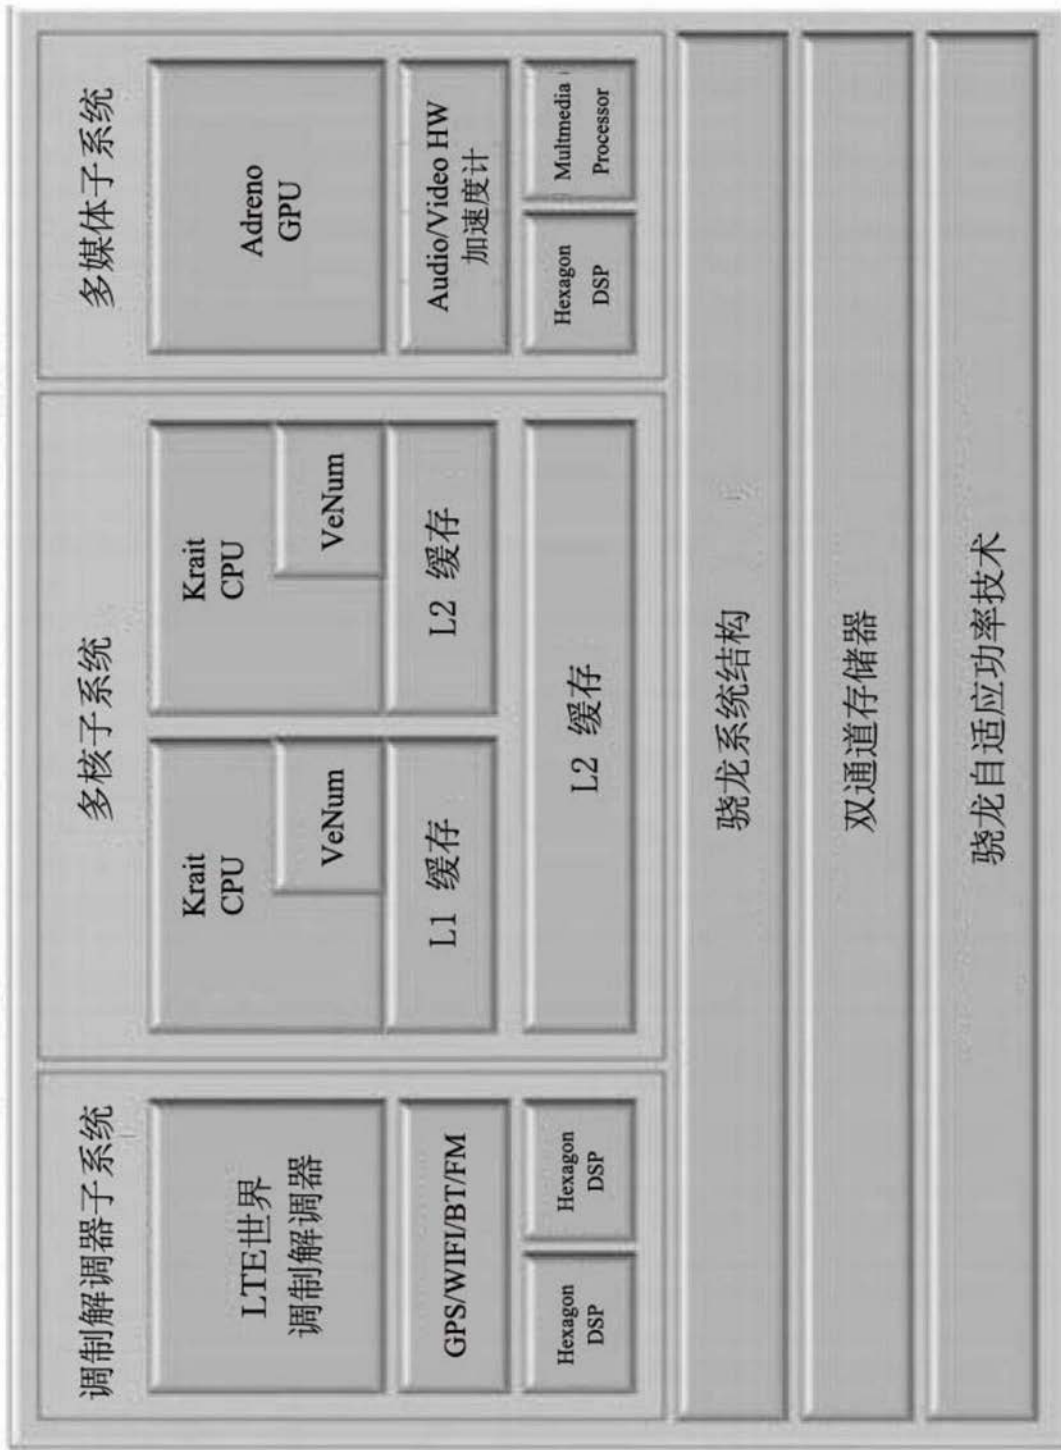 调制解调器子系统
LTE世界
调制解调器
GPS/WIFI/BT/FM
Hexagon
DSP
Hexagon
DSP
多核子系统
Krait
CPU
VeNum
L1 缓存
Krait
CPU
VeNum
L2 缓存
L2 缓存
多媒体子系统
Adreno
GPU
Audio/Video HW
加速度计
Hexagon
DSP
Multmedia
Processor
骁龙系统结构
双通道存储器
骁龙自适应功率技术